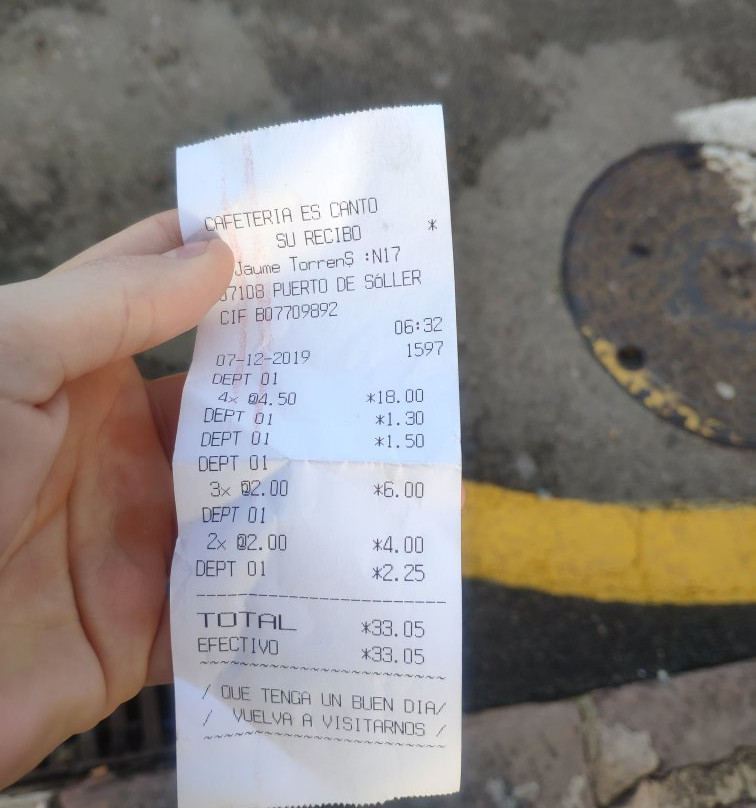 CAFETERIA ES CANTO
SU RECIBO *
Jaume Torren$ :N17
07108 PUERTO DE SóLLER
CIF B07709892
06:32
07-12-2019 1597
DEPT 01
4x @4.50 *18.00
DEPT 01 *1.30
DEPT 01 *1.50
DEPT 01
3x @2.00 *6.00
DEPT 01
2x @2.00 *4.00
DEPT 01 *2.25
TOTAL *33.05
EFECTIVO *33.05
/ QUE TENGA UN BUEN DIA/
/ VUELVA A VISITARNOS /